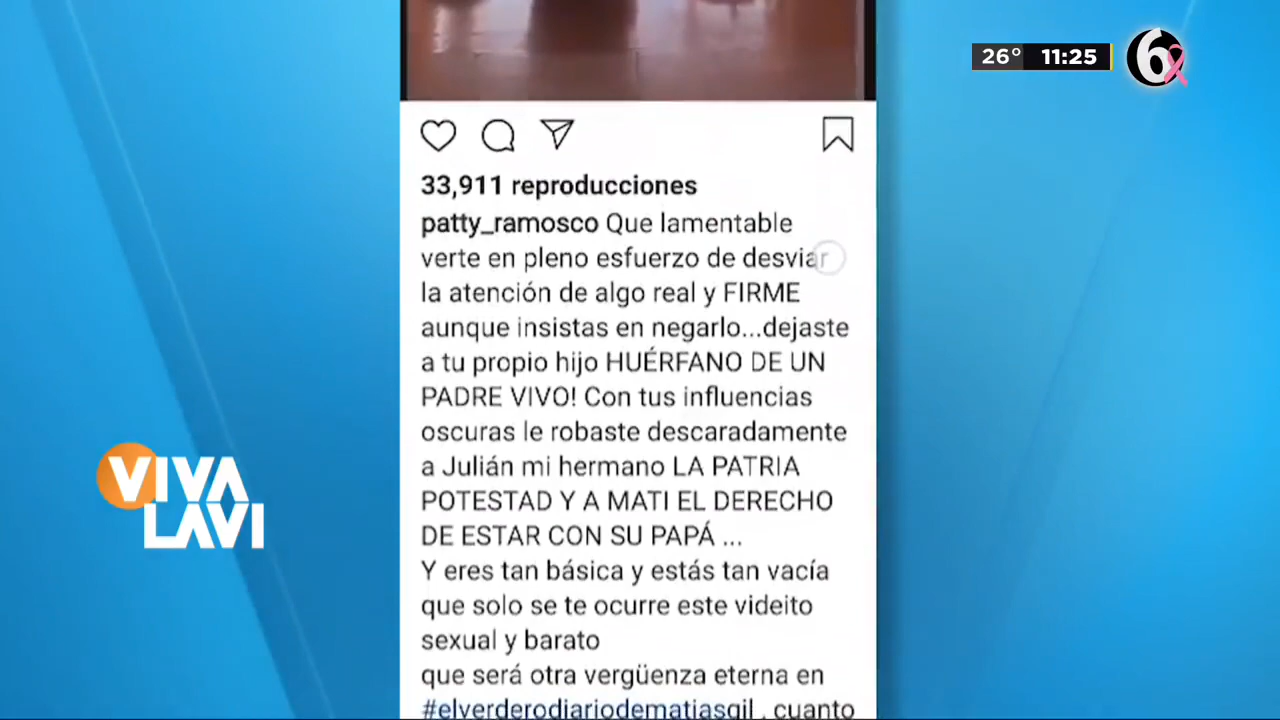 26° 11:25 6
33,911 reproducciones
patty_ramosco Que lamentable
verte en pleno esfuerzo de desviar
la atención de algo real y FIRME
aunque insistas en negarlo...dejaste
a tu propio hijo HUÉRFANO DE UN
PADRE VIVO! Con tus influencias
oscuras le robaste descaradamente
a Julián mi hermano LA PATRIA
POTESTAD Y A MATI EL DERECHO
DE ESTAR CON SU PAPÁ ...
Y eres tan básica y estás tan vacía
que solo se te ocurre este videito
sexual y barato
que será otra vergüenza eterna en
#elverderodiariodematiasgil , cuanto
VIVA
LAVI